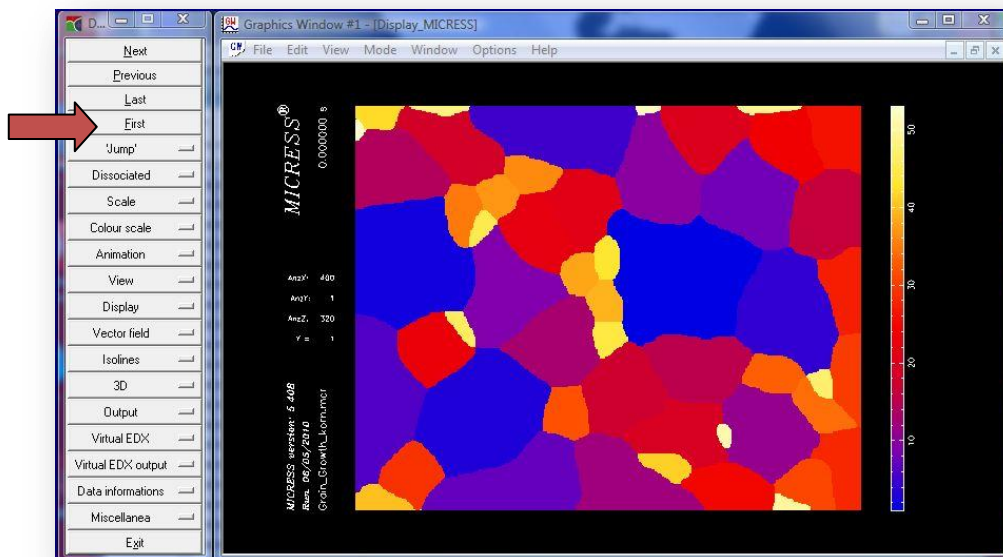 D...
Next
Previous
Last
First
'Jump'
Dissociated
Scale
Colour scale
Animation
View
Display
Vector field
Isolines
3D
Output
Virtual EDX
Virtual EDX output
Data informations
Miscellanea
Exit
GW Graphics Window #1 - [Display_MICRESS]
GW File Edit View Mode Window Options Help
MICRESS®
0.000000 s
AnzX: 400
AnzY: 1
AnzZ: 320
Y = 1
MICRESS version: 5.408
Run: 06/05/2010
Grain_Growth_korn.mcr
50
40
30
20
10